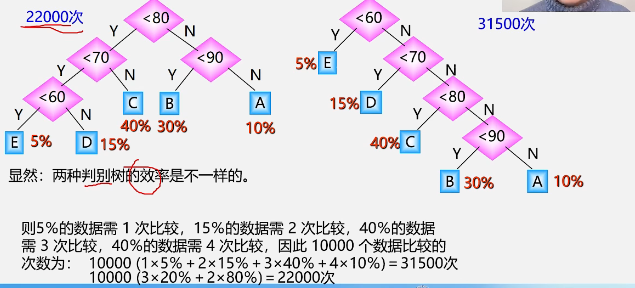 22000次
<80
Y
N
<70
<90
Y
N
Y
N
<60
C
B
A
Y
N
40%
30%
10%
E
5%
D
15%
<60
31500次
Y
N
5%
E
<70
Y
N
15%
D
<80
Y
N
40%
C
<90
Y
N
B
30%
A
10%
显然：两种判别树的效率是不一样的。
则5%的数据需 1 次比较，15%的数据需 2 次比较，40%的数据
需 3 次比较，40%的数据需 4 次比较，因此 10000 个数据比较的
次数为： 10000 (1×5%+2×15%+3×40%+4×10%)=31500次
10000 (3×20%+2×80%)=22000次